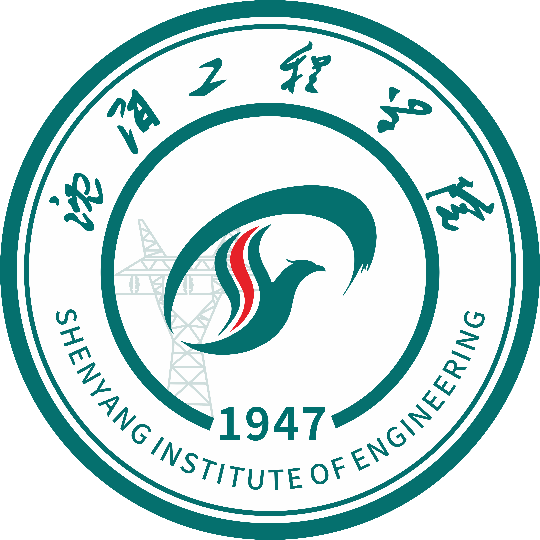 沈阳工程学院
1947
SHENYANG INSTITUTE OF ENGINEERING